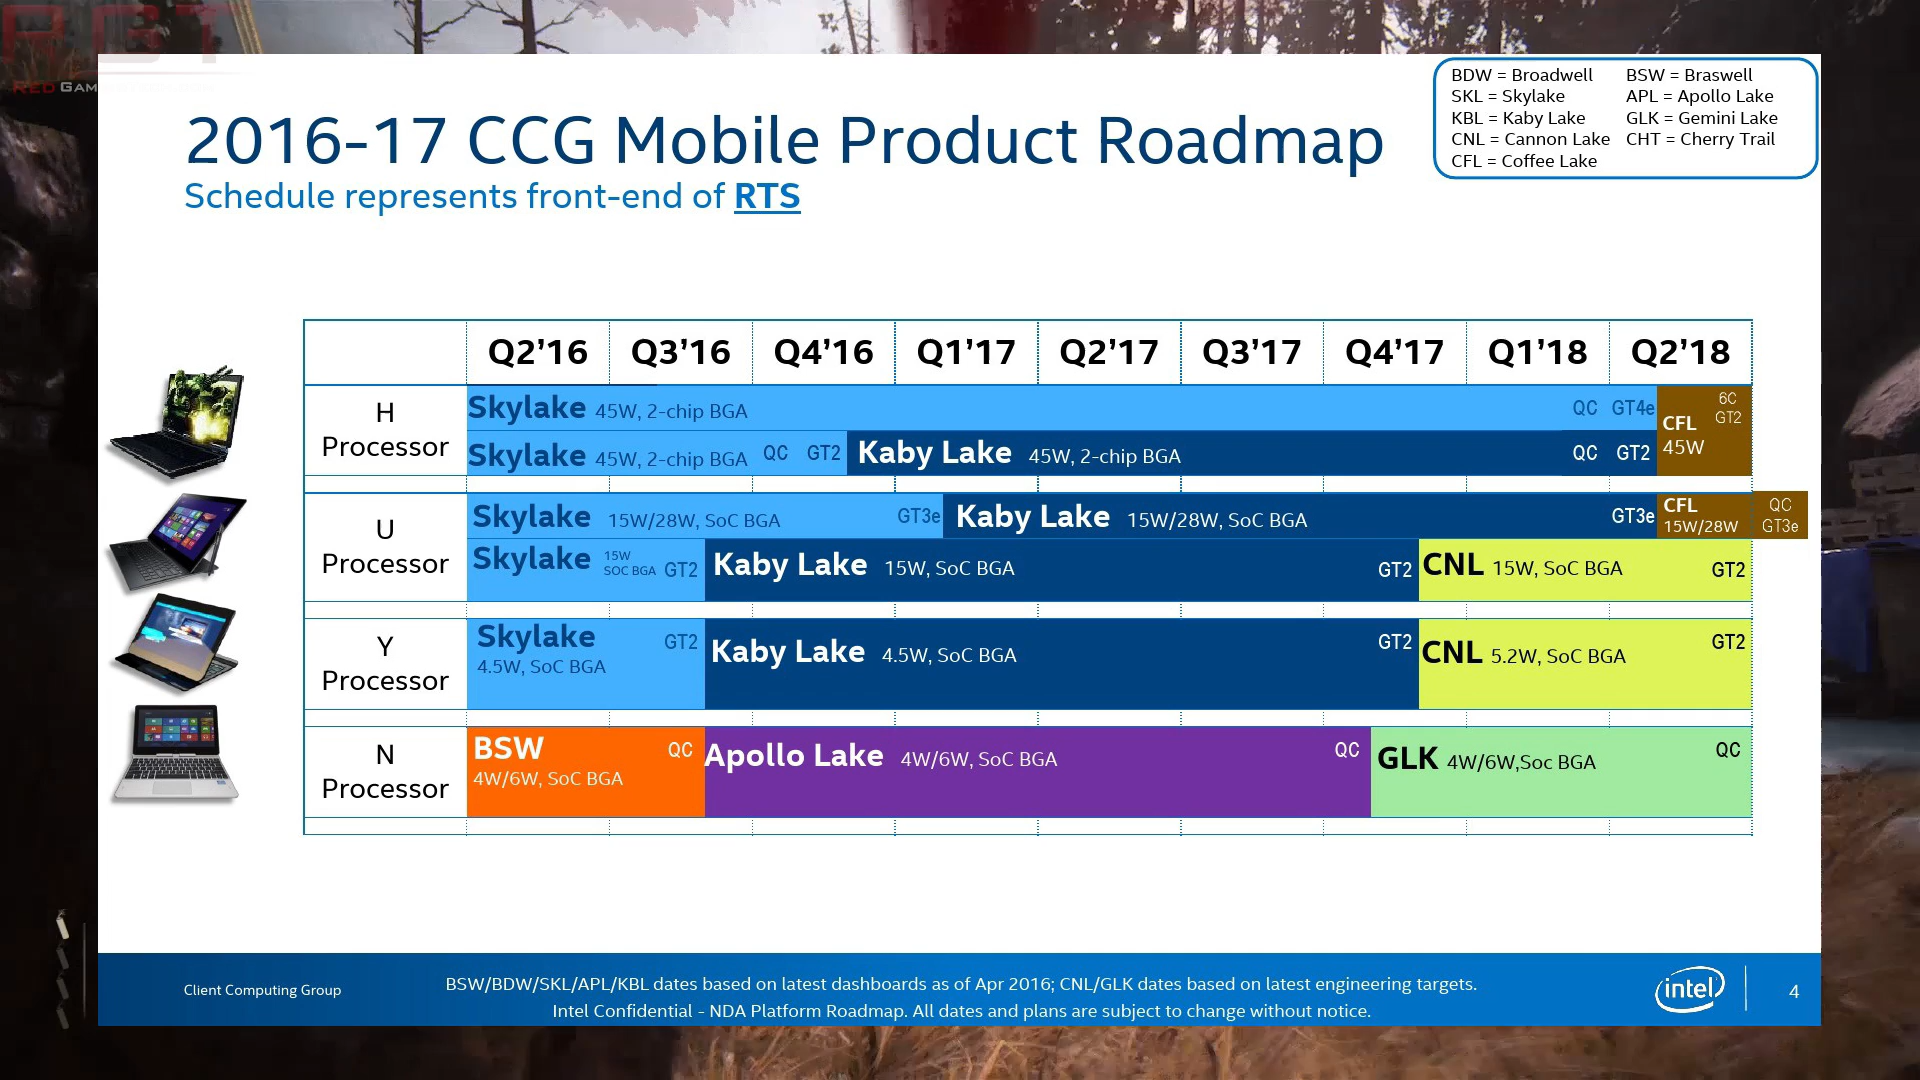 RGT
RED GAM
BDW = Broadwell BSW = Braswell
SKL = Skylake APL = Apollo Lake
KBL = Kaby Lake GLK = Gemini Lake
CNL = Cannon Lake CHT = Cherry Trail
CFL = Coffee Lake
2016-17 CCG Mobile Product Roadmap
Schedule represents front-end of RTS
Q2’16 Q3’16 Q4’16 Q1’17 Q2’17 Q3’17 Q4’17 Q1’18 Q2’18
H
Processor
Skylake 45W, 2-chip BGA QC GT4e
Skylake 45W, 2-chip BGA QC GT2
Kaby Lake 45W, 2-chip BGA QC GT2
6C
GT2
CFL
45W
U
Processor
Skylake 15W/28W, SoC BGA GT3e
Kaby Lake 15W/28W, SoC BGA GT3e
CFL
15W/28W
QC
GT3e
Skylake 15W
SOC BGA GT2
Kaby Lake 15W, SoC BGA GT2
CNL 15W, SoC BGA GT2
Y
Processor
Skylake GT2
4.5W, SoC BGA
Kaby Lake 4.5W, SoC BGA GT2
CNL 5.2W, SoC BGA GT2
N
Processor
BSW QC
4W/6W, SoC BGA
Apollo Lake 4W/6W, SoC BGA QC
GLK 4W/6W,Soc BGA QC
Client Computing Group
BSW/BDW/SKL/APL/KBL dates based on latest dashboards as of Apr 2016; CNL/GLK dates based on latest engineering targets.
Intel Confidential - NDA Platform Roadmap. All dates and plans are subject to change without notice.
intel
4